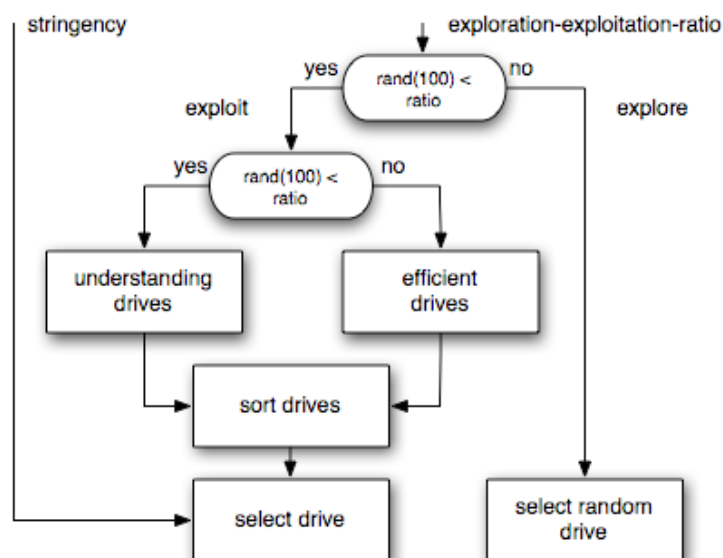 stringency
exploration-exploitation-ratio
yes
rand(100) <
ratio
no
exploit
explore
yes
rand(100) <
ratio
no
understanding
drives
efficient
drives
sort drives
select drive
select random
drive